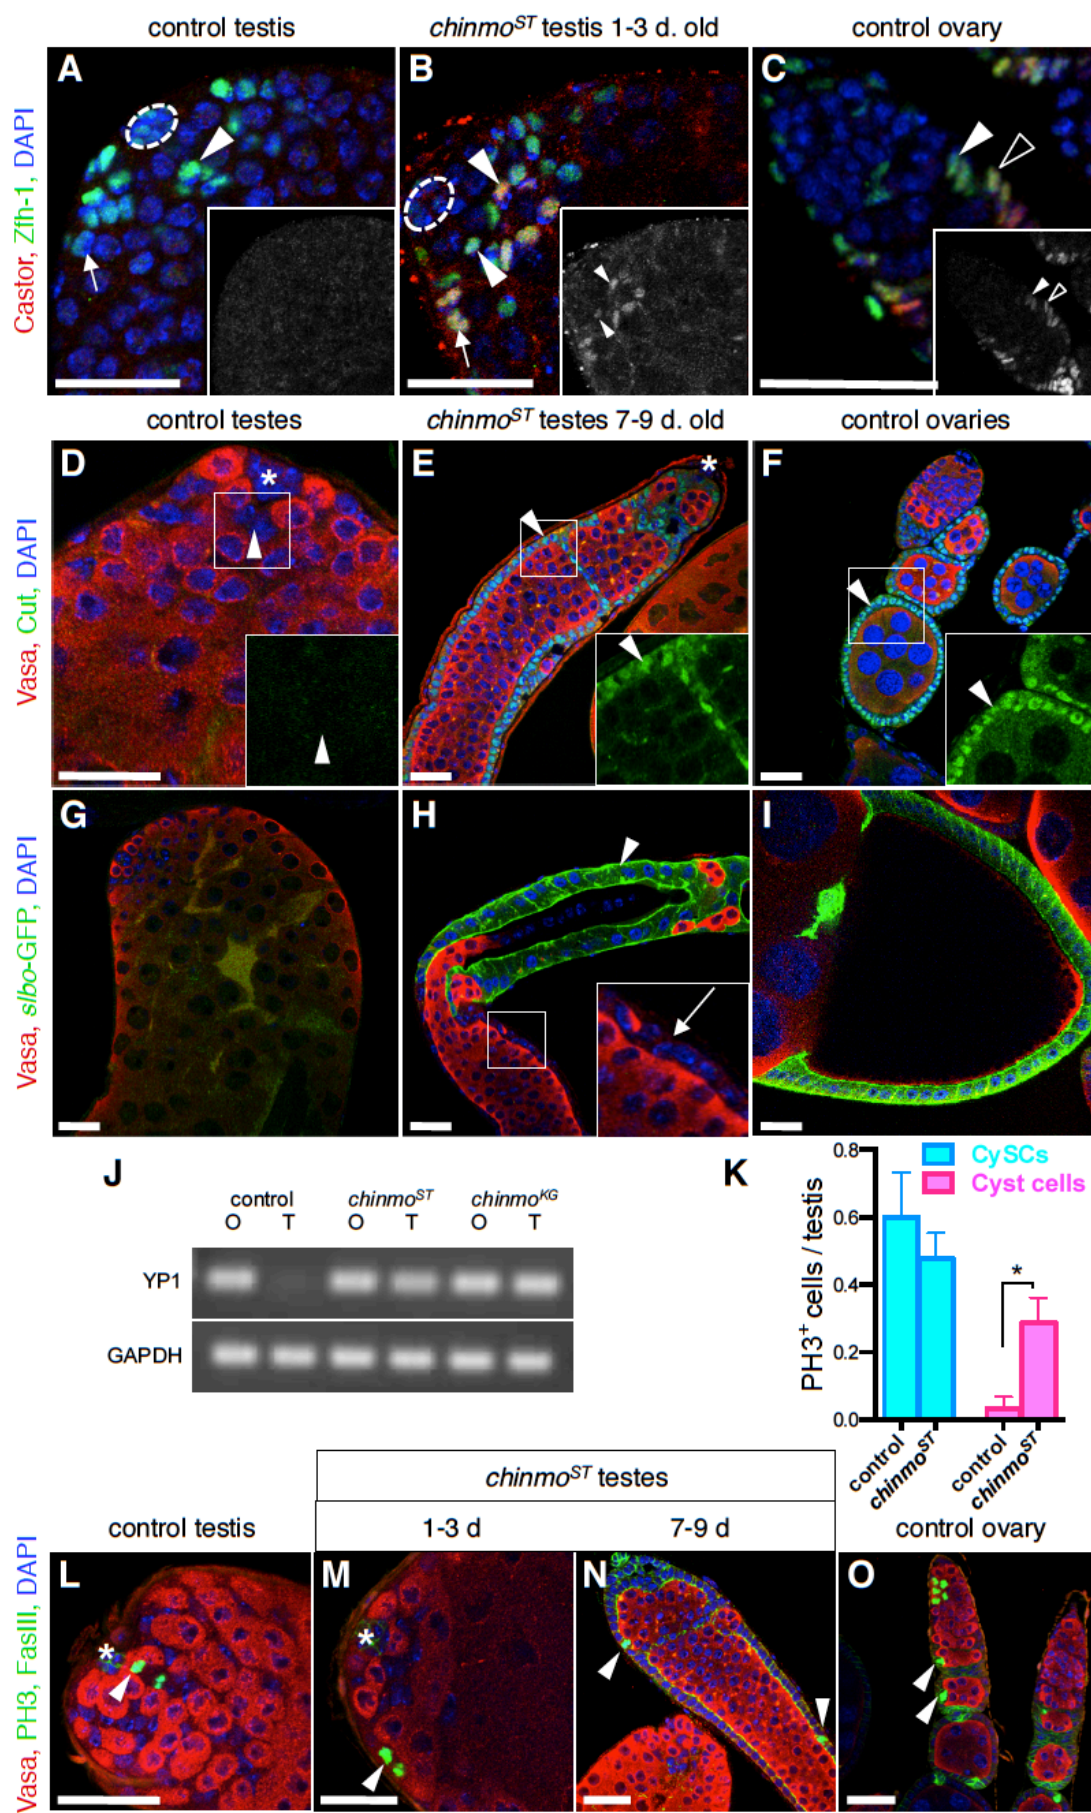 control testis
chinmoST testis 1-3 d. old
control ovary
Castor, Zfh-1, DAPI
A
B
C
control testes
chinmoST testes 7-9 d. old
control ovaries
Vasa, Cut, DAPI
D
*
E
*
F
Vasa, slbo-GFP, DAPI
G
H
I
J
control
chinmoST
chinmoKG
O T O T O T
YP1
GAPDH
K
CySCs
Cyst cells
PH3+ cells / testis
0.8
0.6
0.4
0.2
0.0
*
control
chinmoST
control
chinmoST
chinmoST testes
control testis
1-3 d
7-9 d
control ovary
Vasa, PH3, FasIII, DAPI
L
*
M
*
N
O